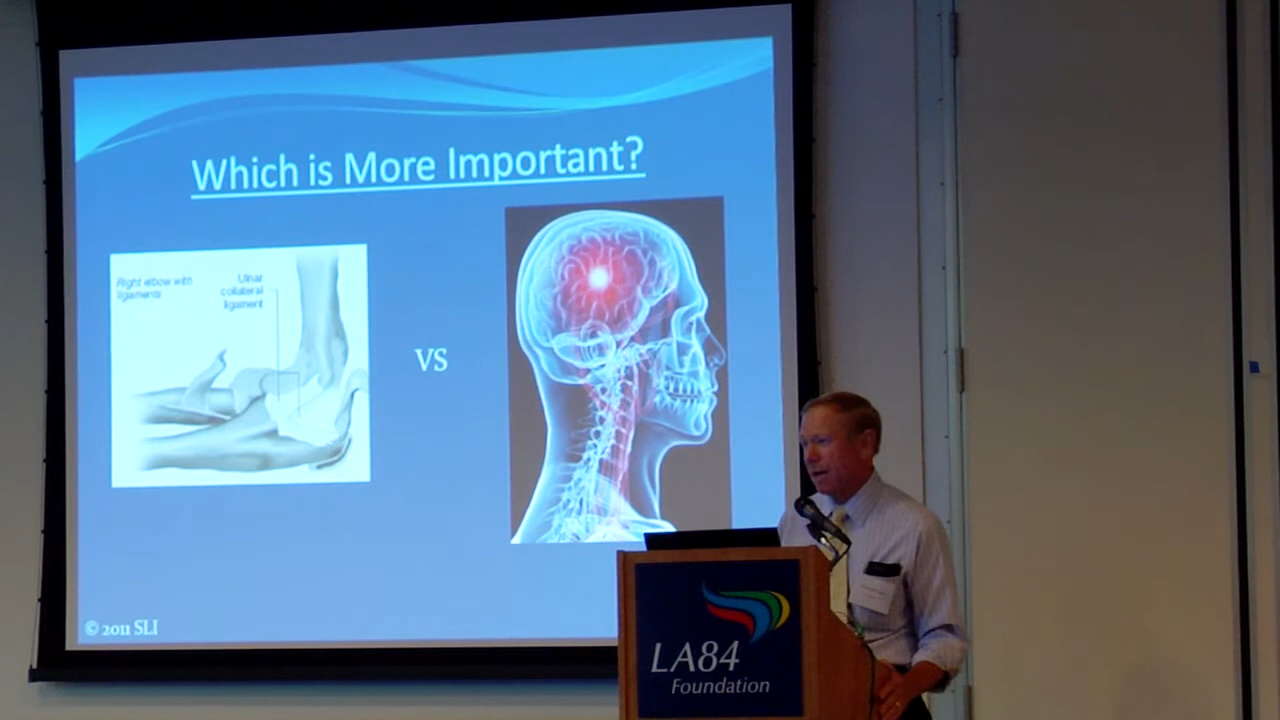 Which is More Important?
Right elbow with
ligaments
Ulnar
collateral
ligament
VS
© 2011 SLI
LA84
Foundation